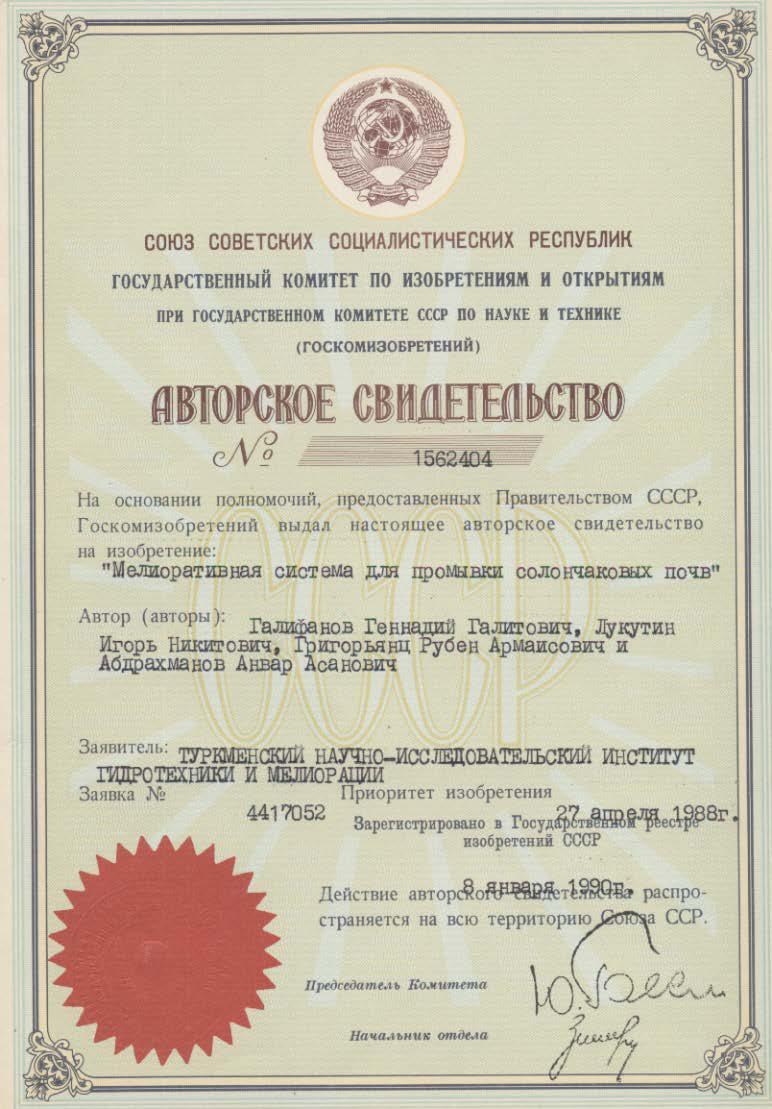 СОЮЗ СОВЕТСКИХ СОЦИАЛИСТИЧЕСКИХ РЕСПУБЛИК
ГОСУДАРСТВЕННЫЙ КОМИТЕТ ПО ИЗОБРЕТЕНИЯМ И ОТКРЫТИЯМ
ПРИ ГОСУДАРСТВЕННОМ КОМИТЕТЕ СССР ПО НАУКЕ И ТЕХНИКЕ
(ГОСКОМИЗОБРЕТЕНИЙ)
АВТОРСКОЕ СВИДЕТЕЛЬСТВО
№ 1562404
На основании полномочий, предоставленных Правительством СССР,
Госкомизобретений выдал настоящее авторское свидетельство
на изобретение:
"Мелиоративная система для промывки солончаковых почв"
СССР
Автор (авторы): Галифанов Геннадий Галитович, Лукутин
Игорь Никитович, Григорьянц Рубен Армаисович и
Абдрахманов Анвар Асанович
Заявитель: ТУРКМЕНСКИЙ НАУЧНО-ИССЛЕДОВАТЕЛЬСКИЙ ИНСТИТУТ
ГИДРОТЕХНИКИ И МЕЛИОРАЦИИ
Заявка № 4417052
Приоритет изобретения 27 апреля 1988г.
Зарегистрировано в Государственном реестре
изобретений СССР
8 января 1990г.
Действие авторского свидетельства распро-
страняется на всю территорию Союза ССР.
Председатель Комитета
Начальник отдела